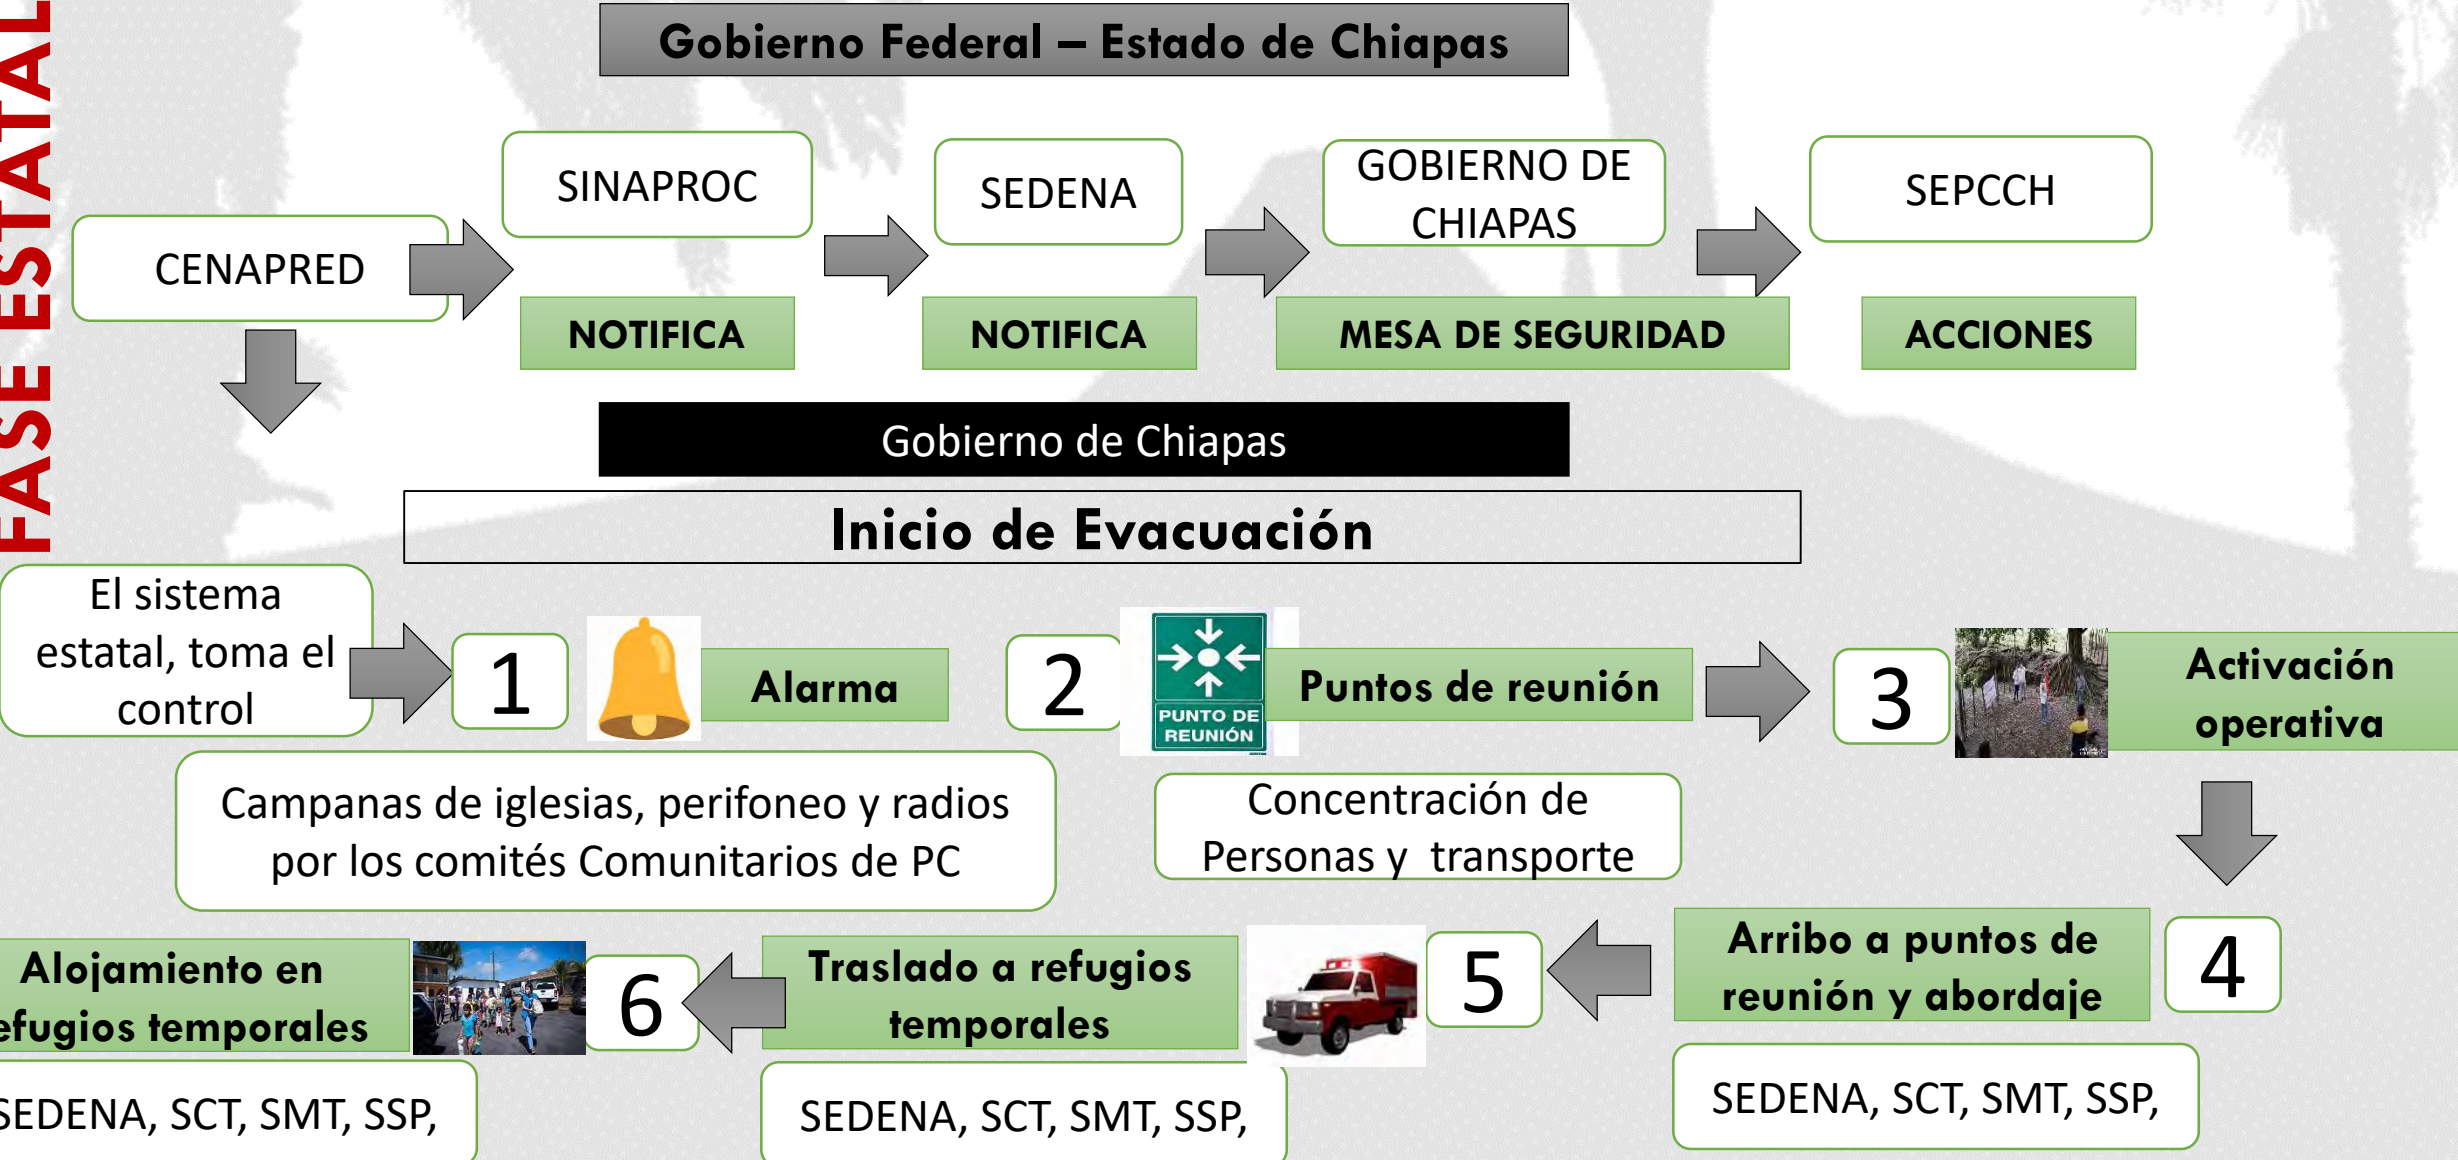 FASE ESTATAL
Gobierno Federal – Estado de Chiapas
CENAPRED
SINAPROC
NOTIFICA
SEDENA
NOTIFICA
GOBIERNO DE
CHIAPAS
MESA DE SEGURIDAD
SEPCCH
ACCIONES
Gobierno de Chiapas
Inicio de Evacuación
El sistema
estatal, toma el
control
1
Alarma
Campanas de iglesias, perifoneo y radios
por los comités Comunitarios de PC
2
PUNTO DE
REUNIÓN
Puntos de reunión
Concentración de
Personas y transporte
3
Activación
operativa
4
Arribo a puntos de
reunión y abordaje
SEDENA, SCT, SMT, SSP,
5
Traslado a refugios
temporales
SEDENA, SCT, SMT, SSP,
6
Alojamiento en
efugios temporales
SEDENA, SCT, SMT, SSP,